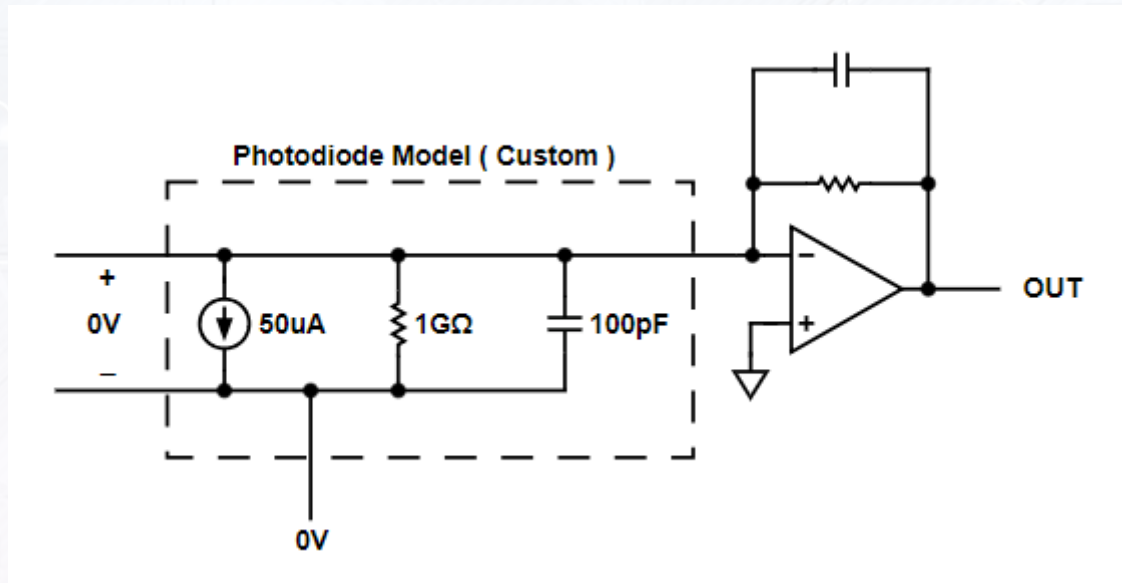 Photodiode Model ( Custom )
+
0V
–
50uA
1GΩ
100pF
−
+
OUT
0V